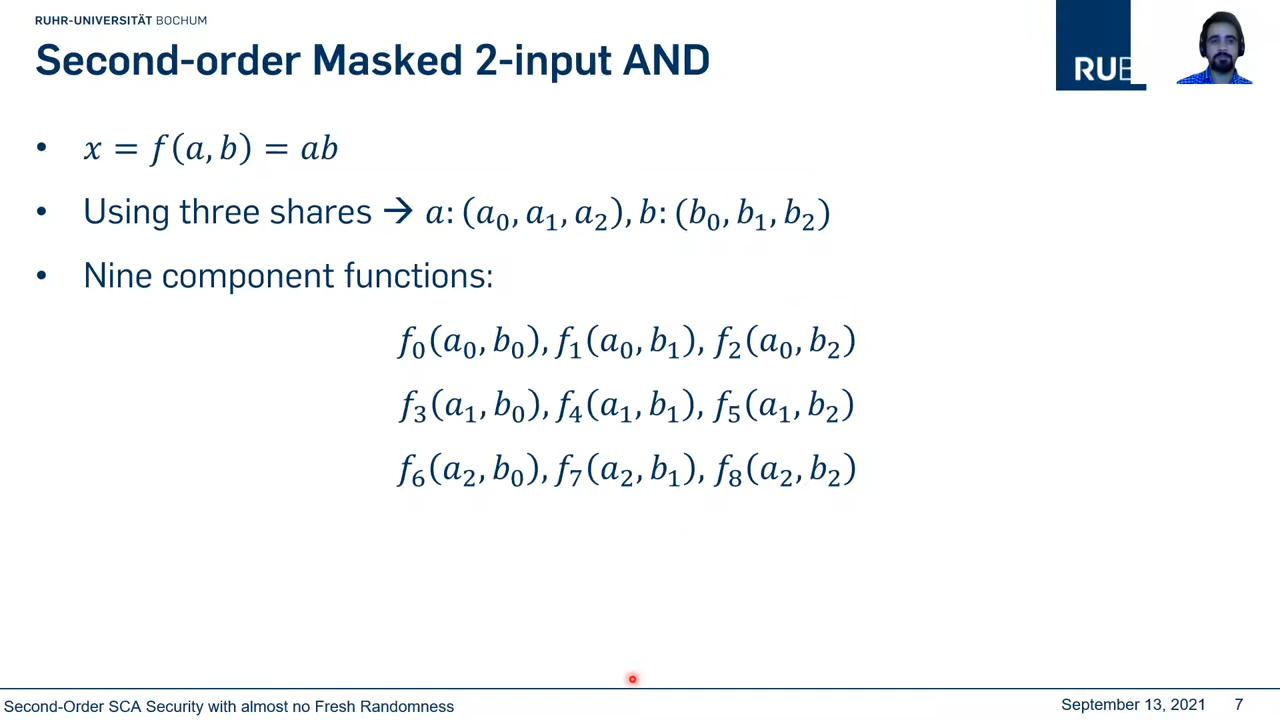 RUHR-UNIVERSITÄT BOCHUM
Second-order Masked 2-input AND
RUB
• x = f(a, b) = ab
• Using three shares → a: (a₀, a₁, a₂), b: (b₀, b₁, b₂)
• Nine component functions:
f₀(a₀, b₀), f₁(a₀, b₁), f₂(a₀, b₂)
f₃(a₁, b₀), f₄(a₁, b₁), f₅(a₁, b₂)
f₆(a₂, b₀), f₇(a₂, b₁), f₈(a₂, b₂)
Second-Order SCA Security with almost no Fresh Randomness
September 13, 2021 7